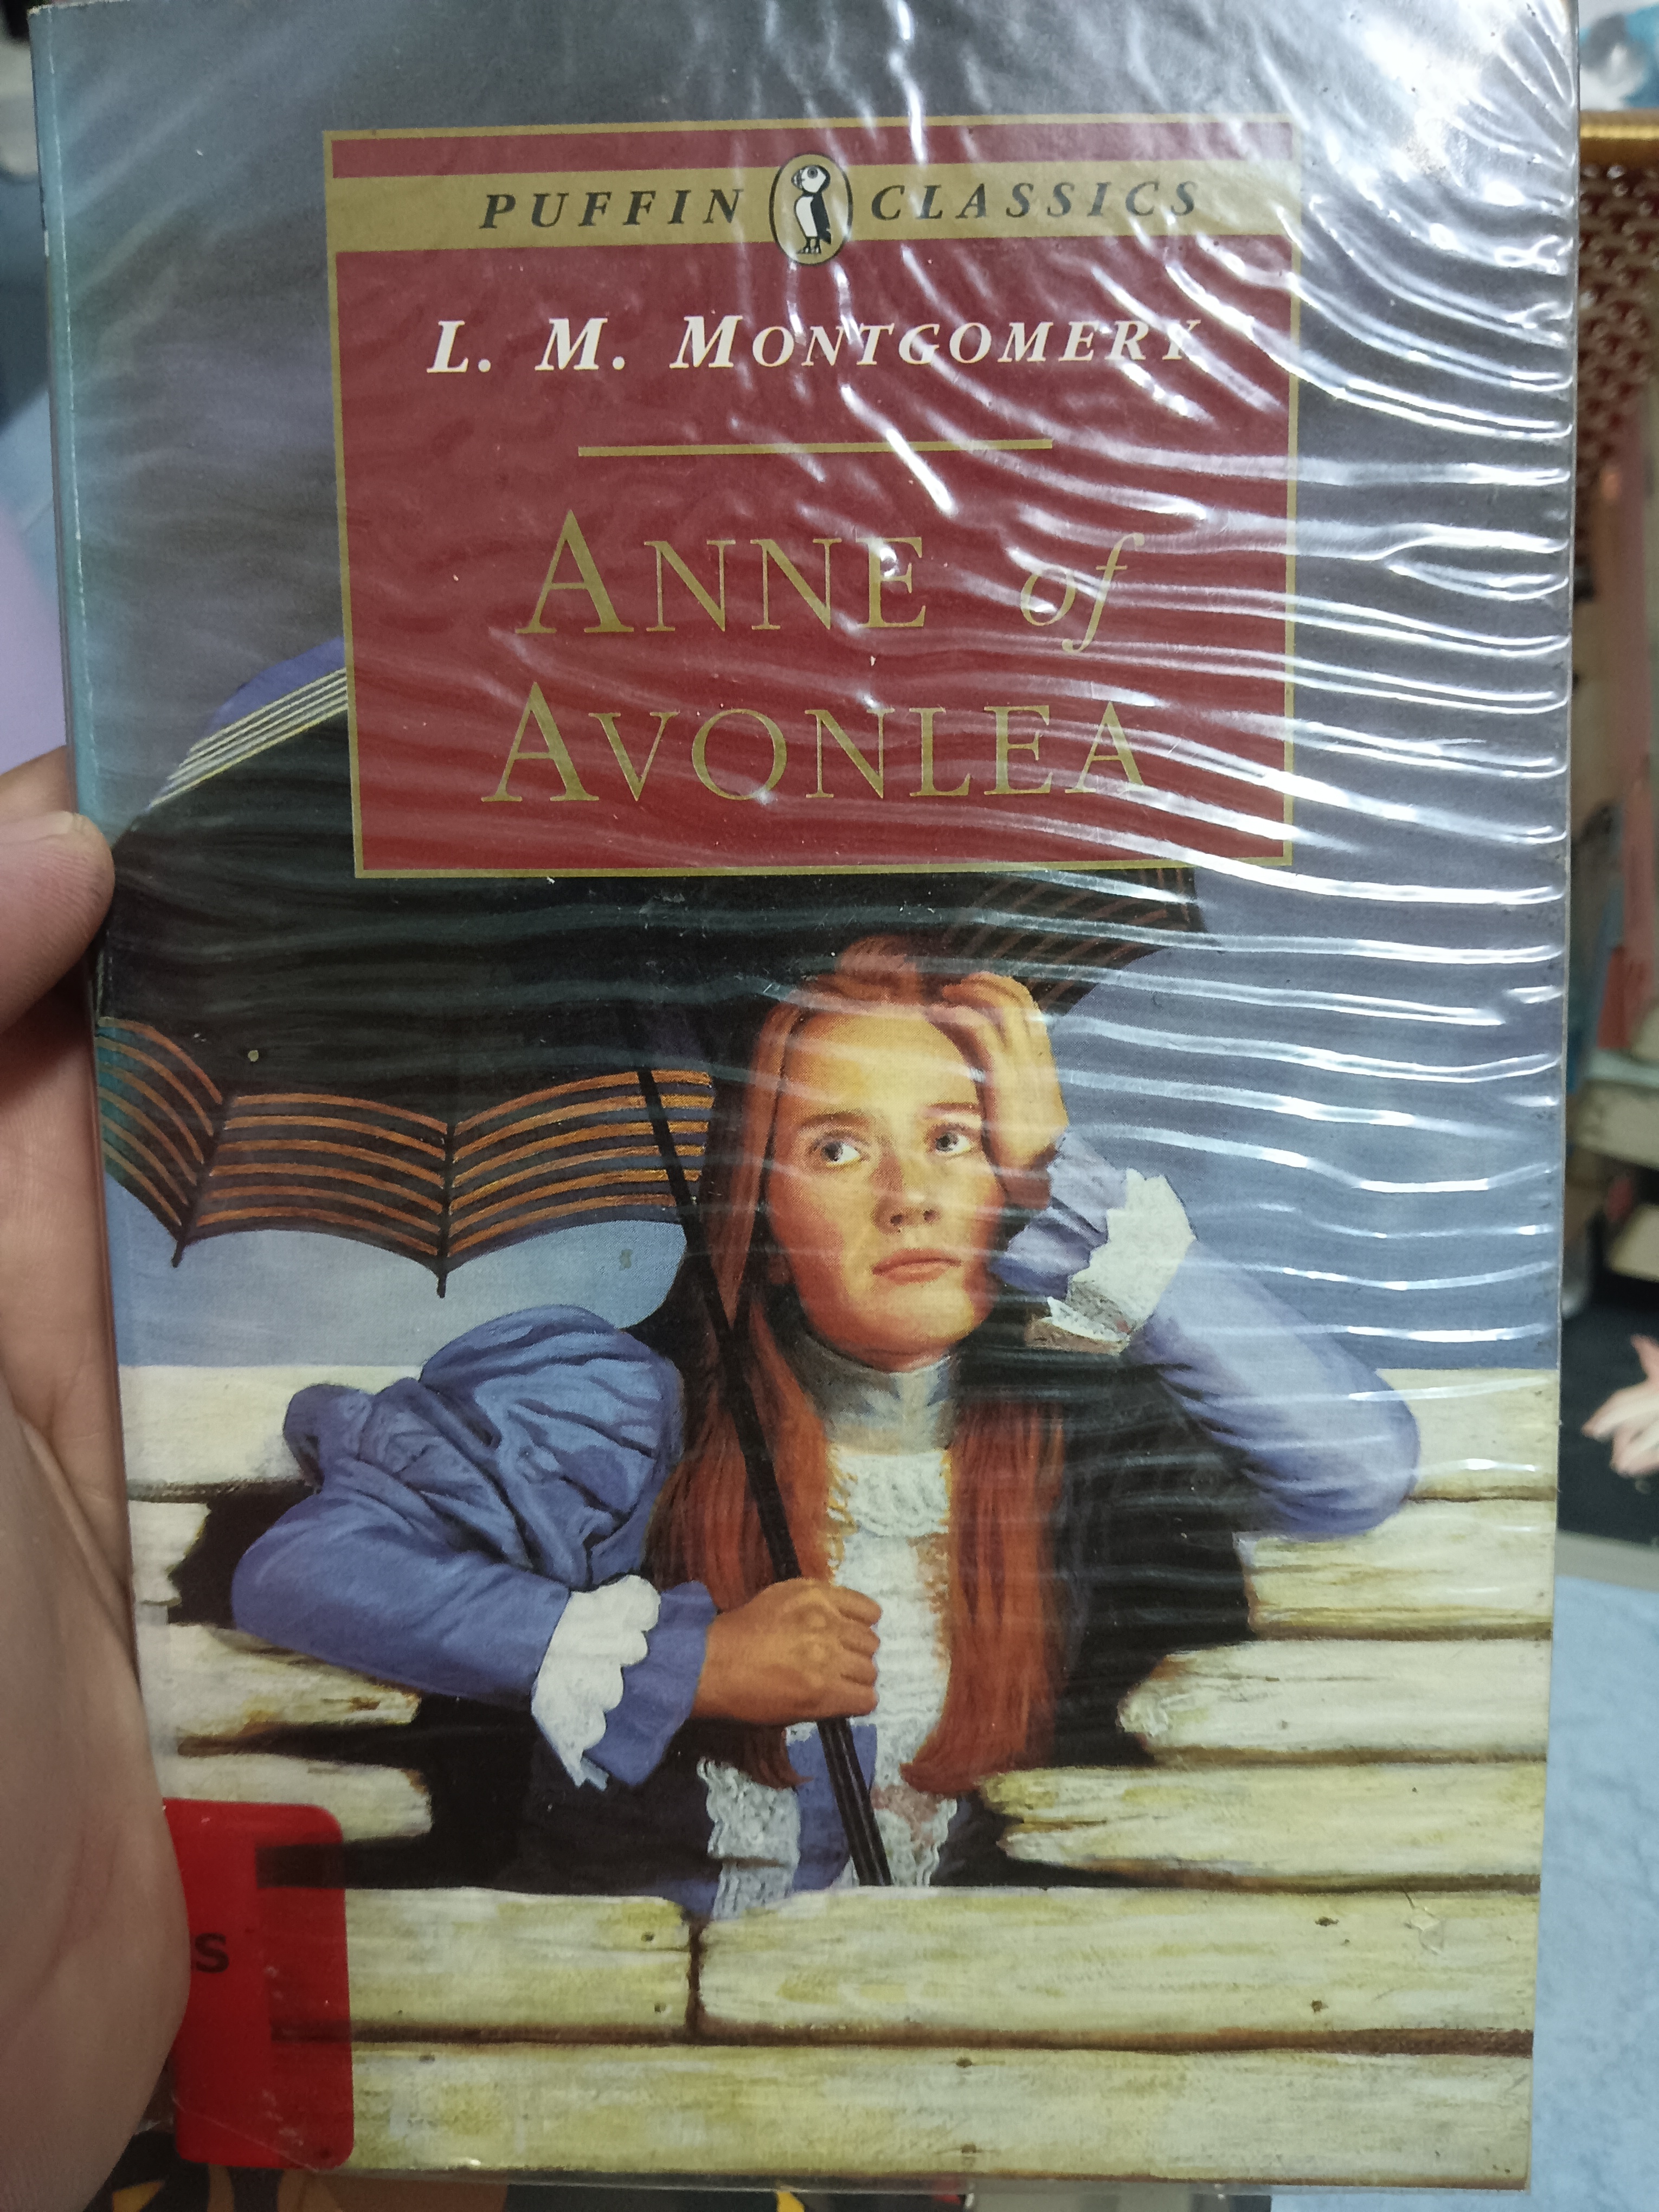 PUFFIN CLASSICS
L. M. MONTGOMERY
ANNE of
AVONLEA
S